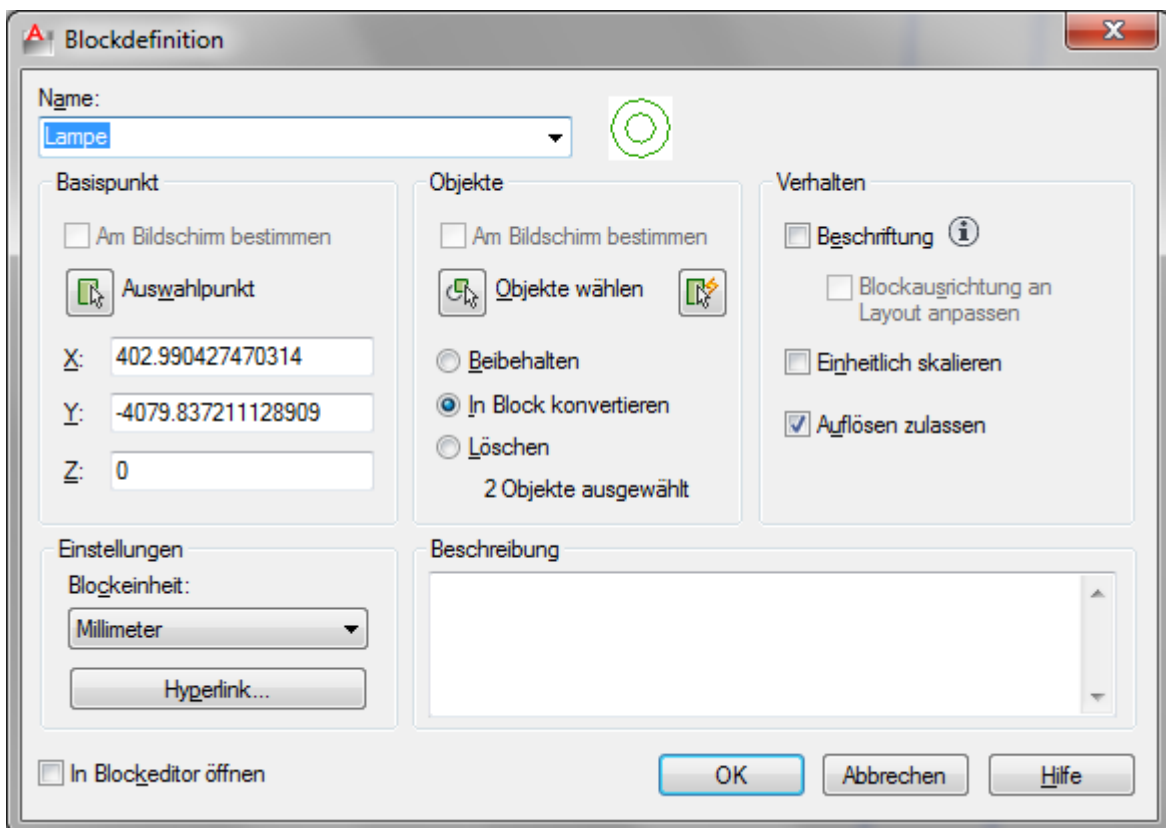 Blockdefinition
Name:
Lampe
Basispunkt
Am Bildschirm bestimmen
Auswahlpunkt
X: 402.990427470314
Y: -4079.837211128909
Z: 0
Objekte
Am Bildschirm bestimmen
Objekte wählen
Beibehalten
In Block konvertieren
Löschen
2 Objekte ausgewählt
Verhalten
Beschriftung
Blockausrichtung an
Layout anpassen
Einheitlich skalieren
Auflösen zulassen
Einstellungen
Blockeinheit:
Millimeter
Hyperlink...
Beschreibung
In Blockeditor öffnen
OK Abbrechen Hilfe